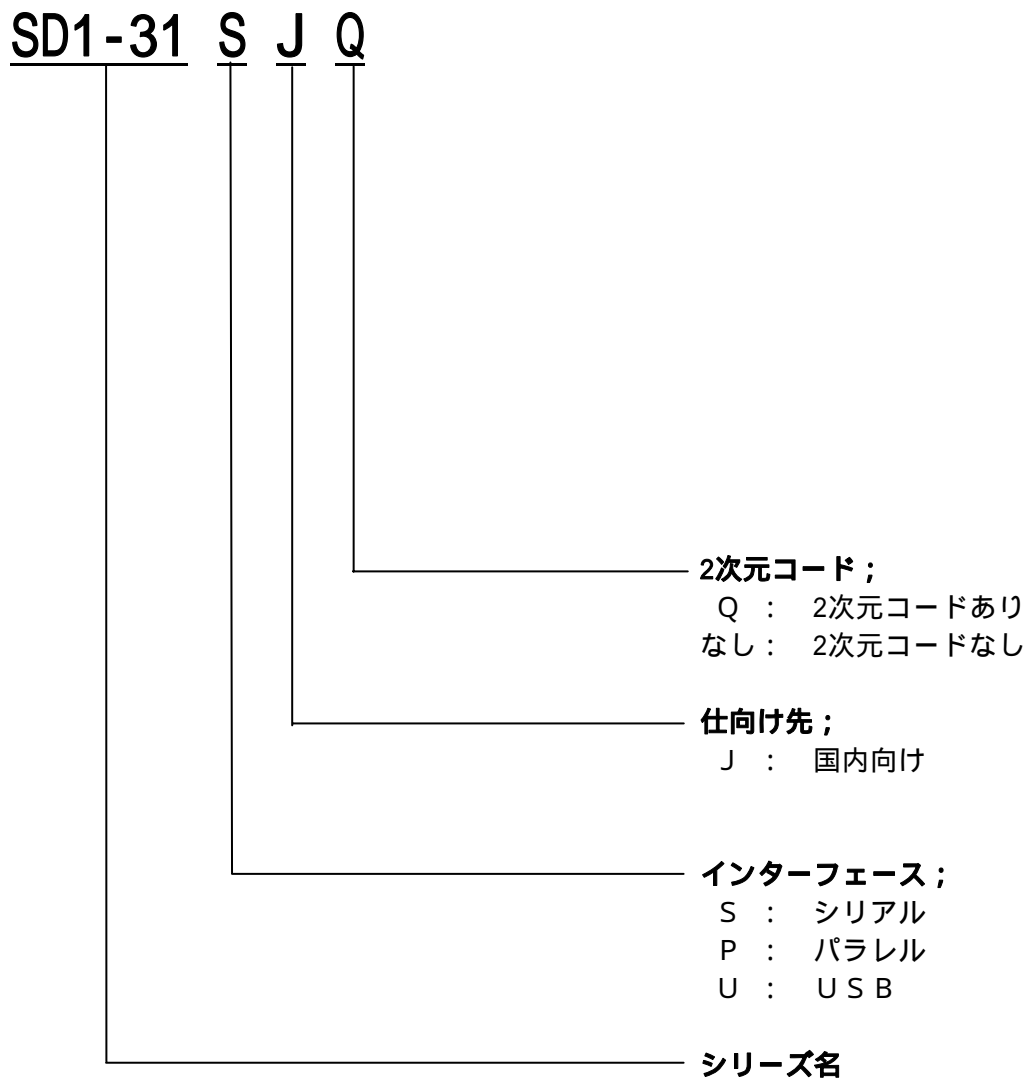 SD1-31 S J Q
2次元コード；
Ｑ ： 2次元コードあり
なし： 2次元コードなし
仕向け先；
Ｊ ： 国内向け
インターフェース；
Ｓ ： シリアル
Ｐ ： パラレル
Ｕ ： ＵＳＢ
シリーズ名